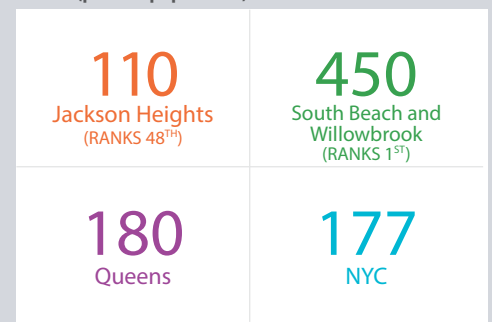 110
Jackson Heights
(RANKS 48TH)
450
South Beach and
Willowbrook
(RANKS 1ST)
180
Queens
177
NYC